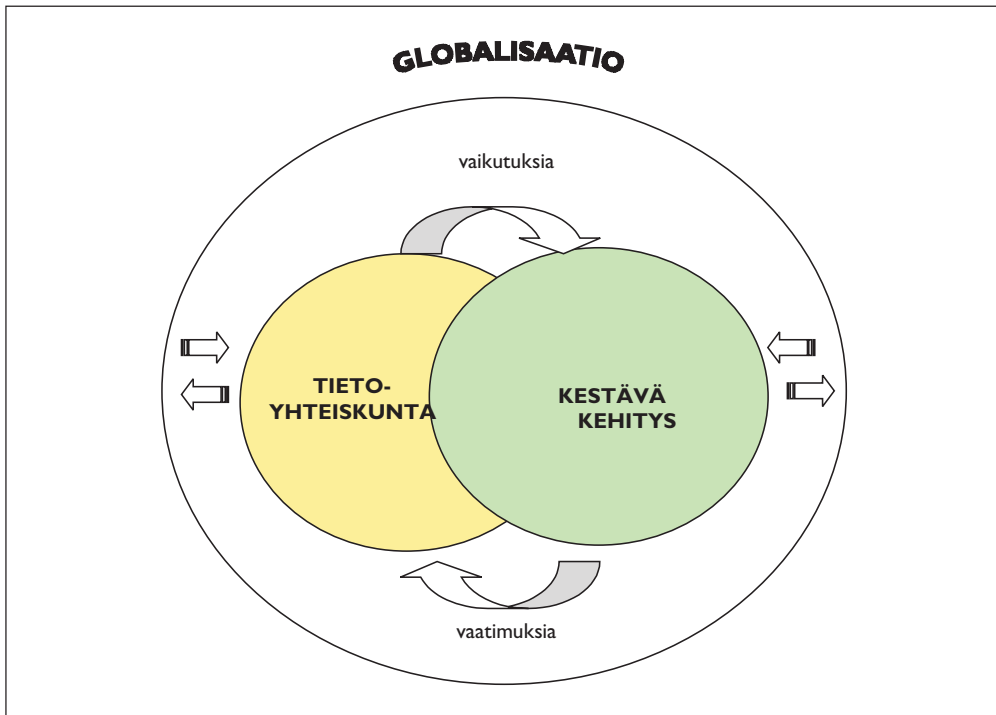 GLOBALISAATIO
vaikutuksia
TIETO-
YHTEISKUNTA
KESTÄVÄ
KEHITYS
vaatimuksia